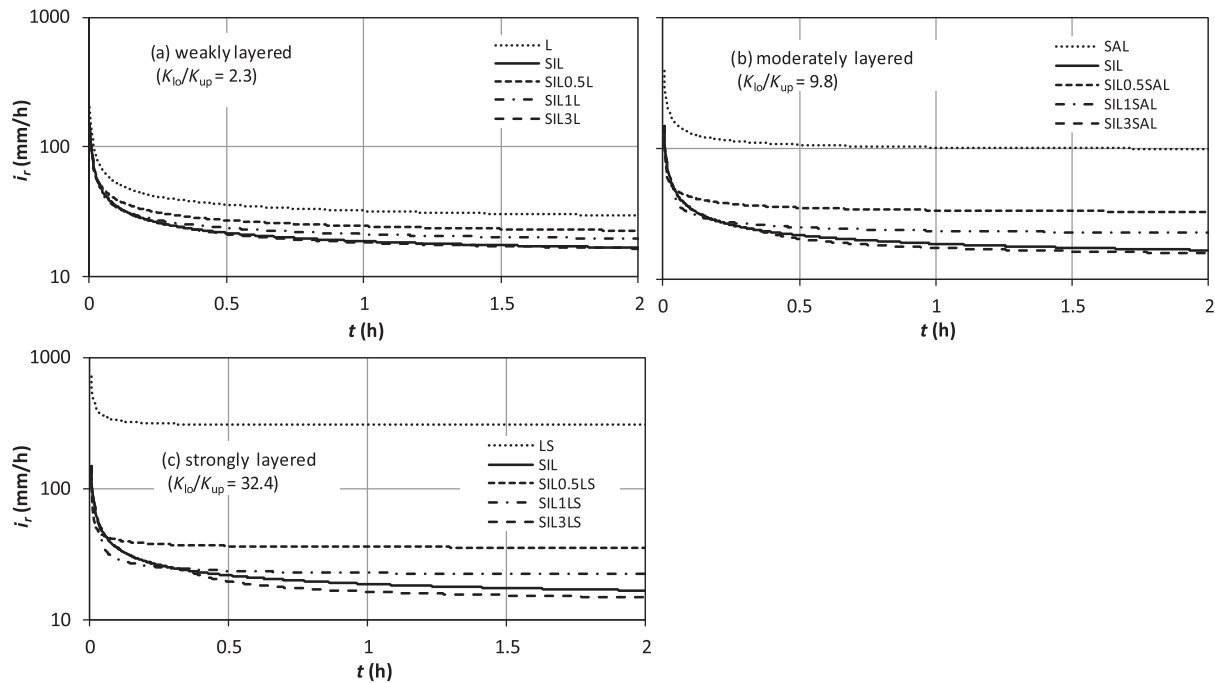 1000
100
10
i_r (mm/h)
(a) weakly layered
(K_lo/K_up = 2.3)
L
SIL
SIL0.5L
SIL1L
SIL3L
0 0.5 1 1.5 2
t (h)
(b) moderately layered
(K_lo/K_up = 9.8)
SAL
SIL
SIL0.5SAL
SIL1SAL
SIL3SAL
0 0.5 1 1.5 2
t (h)
1000
100
10
i_r (mm/h)
(c) strongly layered
(K_lo/K_up = 32.4)
LS
SIL
SIL0.5LS
SIL1LS
SIL3LS
0 0.5 1 1.5 2
t (h)